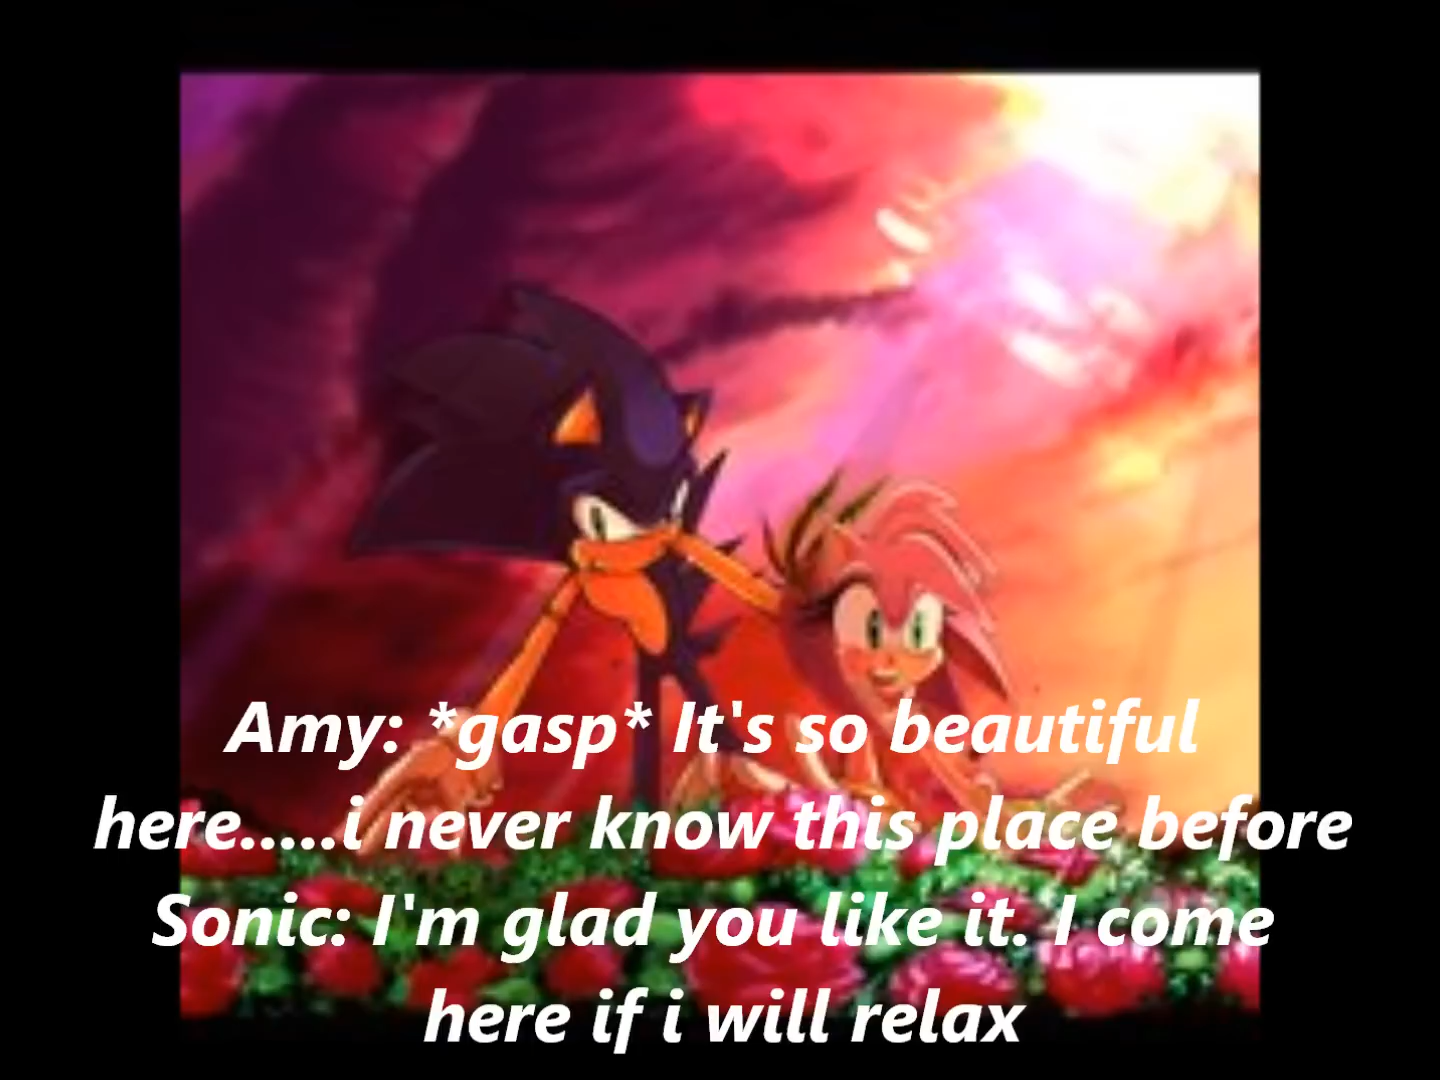 Amy: *gasp* It's so beautiful
here.....i never know this place before
Sonic: I'm glad you like it. I come
here if i will relax